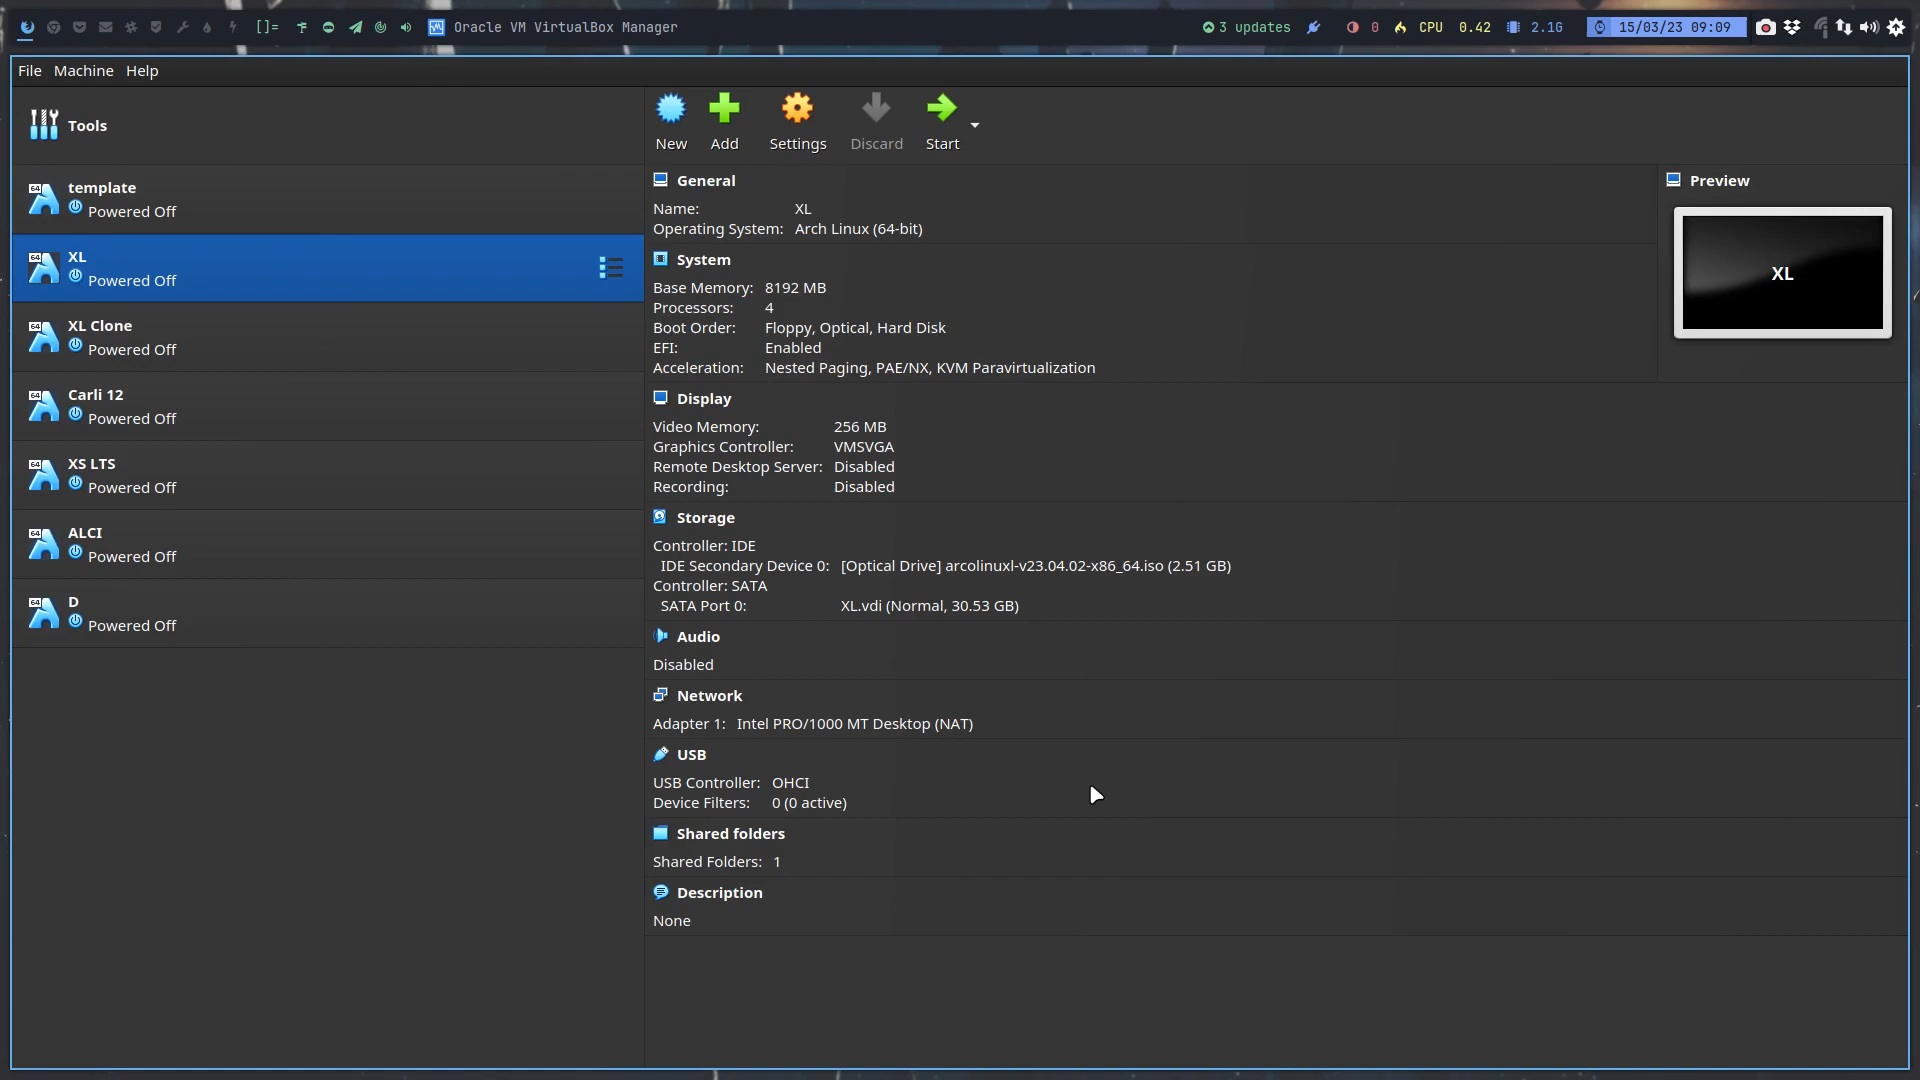 []= Oracle VM VirtualBox Manager 3 updates 0 CPU 0.42 2.1G 15/03/23 09:09
File Machine Help
Tools
New Add Settings Discard Start
64 template
Powered Off
64 XL
Powered Off
64 XL Clone
Powered Off
64 Carli 12
Powered Off
64 XS LTS
Powered Off
64 ALCI
Powered Off
64 D
Powered Off
General
Name: XL
Operating System: Arch Linux (64-bit)
System
Base Memory: 8192 MB
Processors: 4
Boot Order: Floppy, Optical, Hard Disk
EFI: Enabled
Acceleration: Nested Paging, PAE/NX, KVM Paravirtualization
Preview
XL
Display
Video Memory: 256 MB
Graphics Controller: VMSVGA
Remote Desktop Server: Disabled
Recording: Disabled
Storage
Controller: IDE
IDE Secondary Device 0: [Optical Drive] arcolinuxl-v23.04.02-x86_64.iso (2.51 GB)
Controller: SATA
SATA Port 0: XL.vdi (Normal, 30.53 GB)
Audio
Disabled
Network
Adapter 1: Intel PRO/1000 MT Desktop (NAT)
USB
USB Controller: OHCI
Device Filters: 0 (0 active)
Shared folders
Shared Folders: 1
Description
None